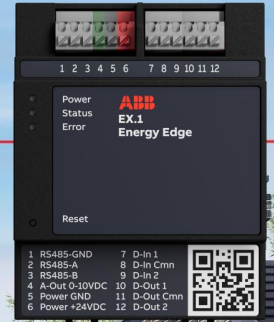 1 2 3 4 5 6 7 8 9 10 11 12
Power
Status
Error
ABB
EX.1
Energy Edge
Reset
1 RS485-GND 7 D-In 1
2 RS485-A 8 D-In Cmn
3 RS485-B 9 D-In 2
4 A-Out 0-10VDC 10 D-Out 1
5 Power GND 11 D-Out Cmn
6 Power +24VDC 12 D-Out 2